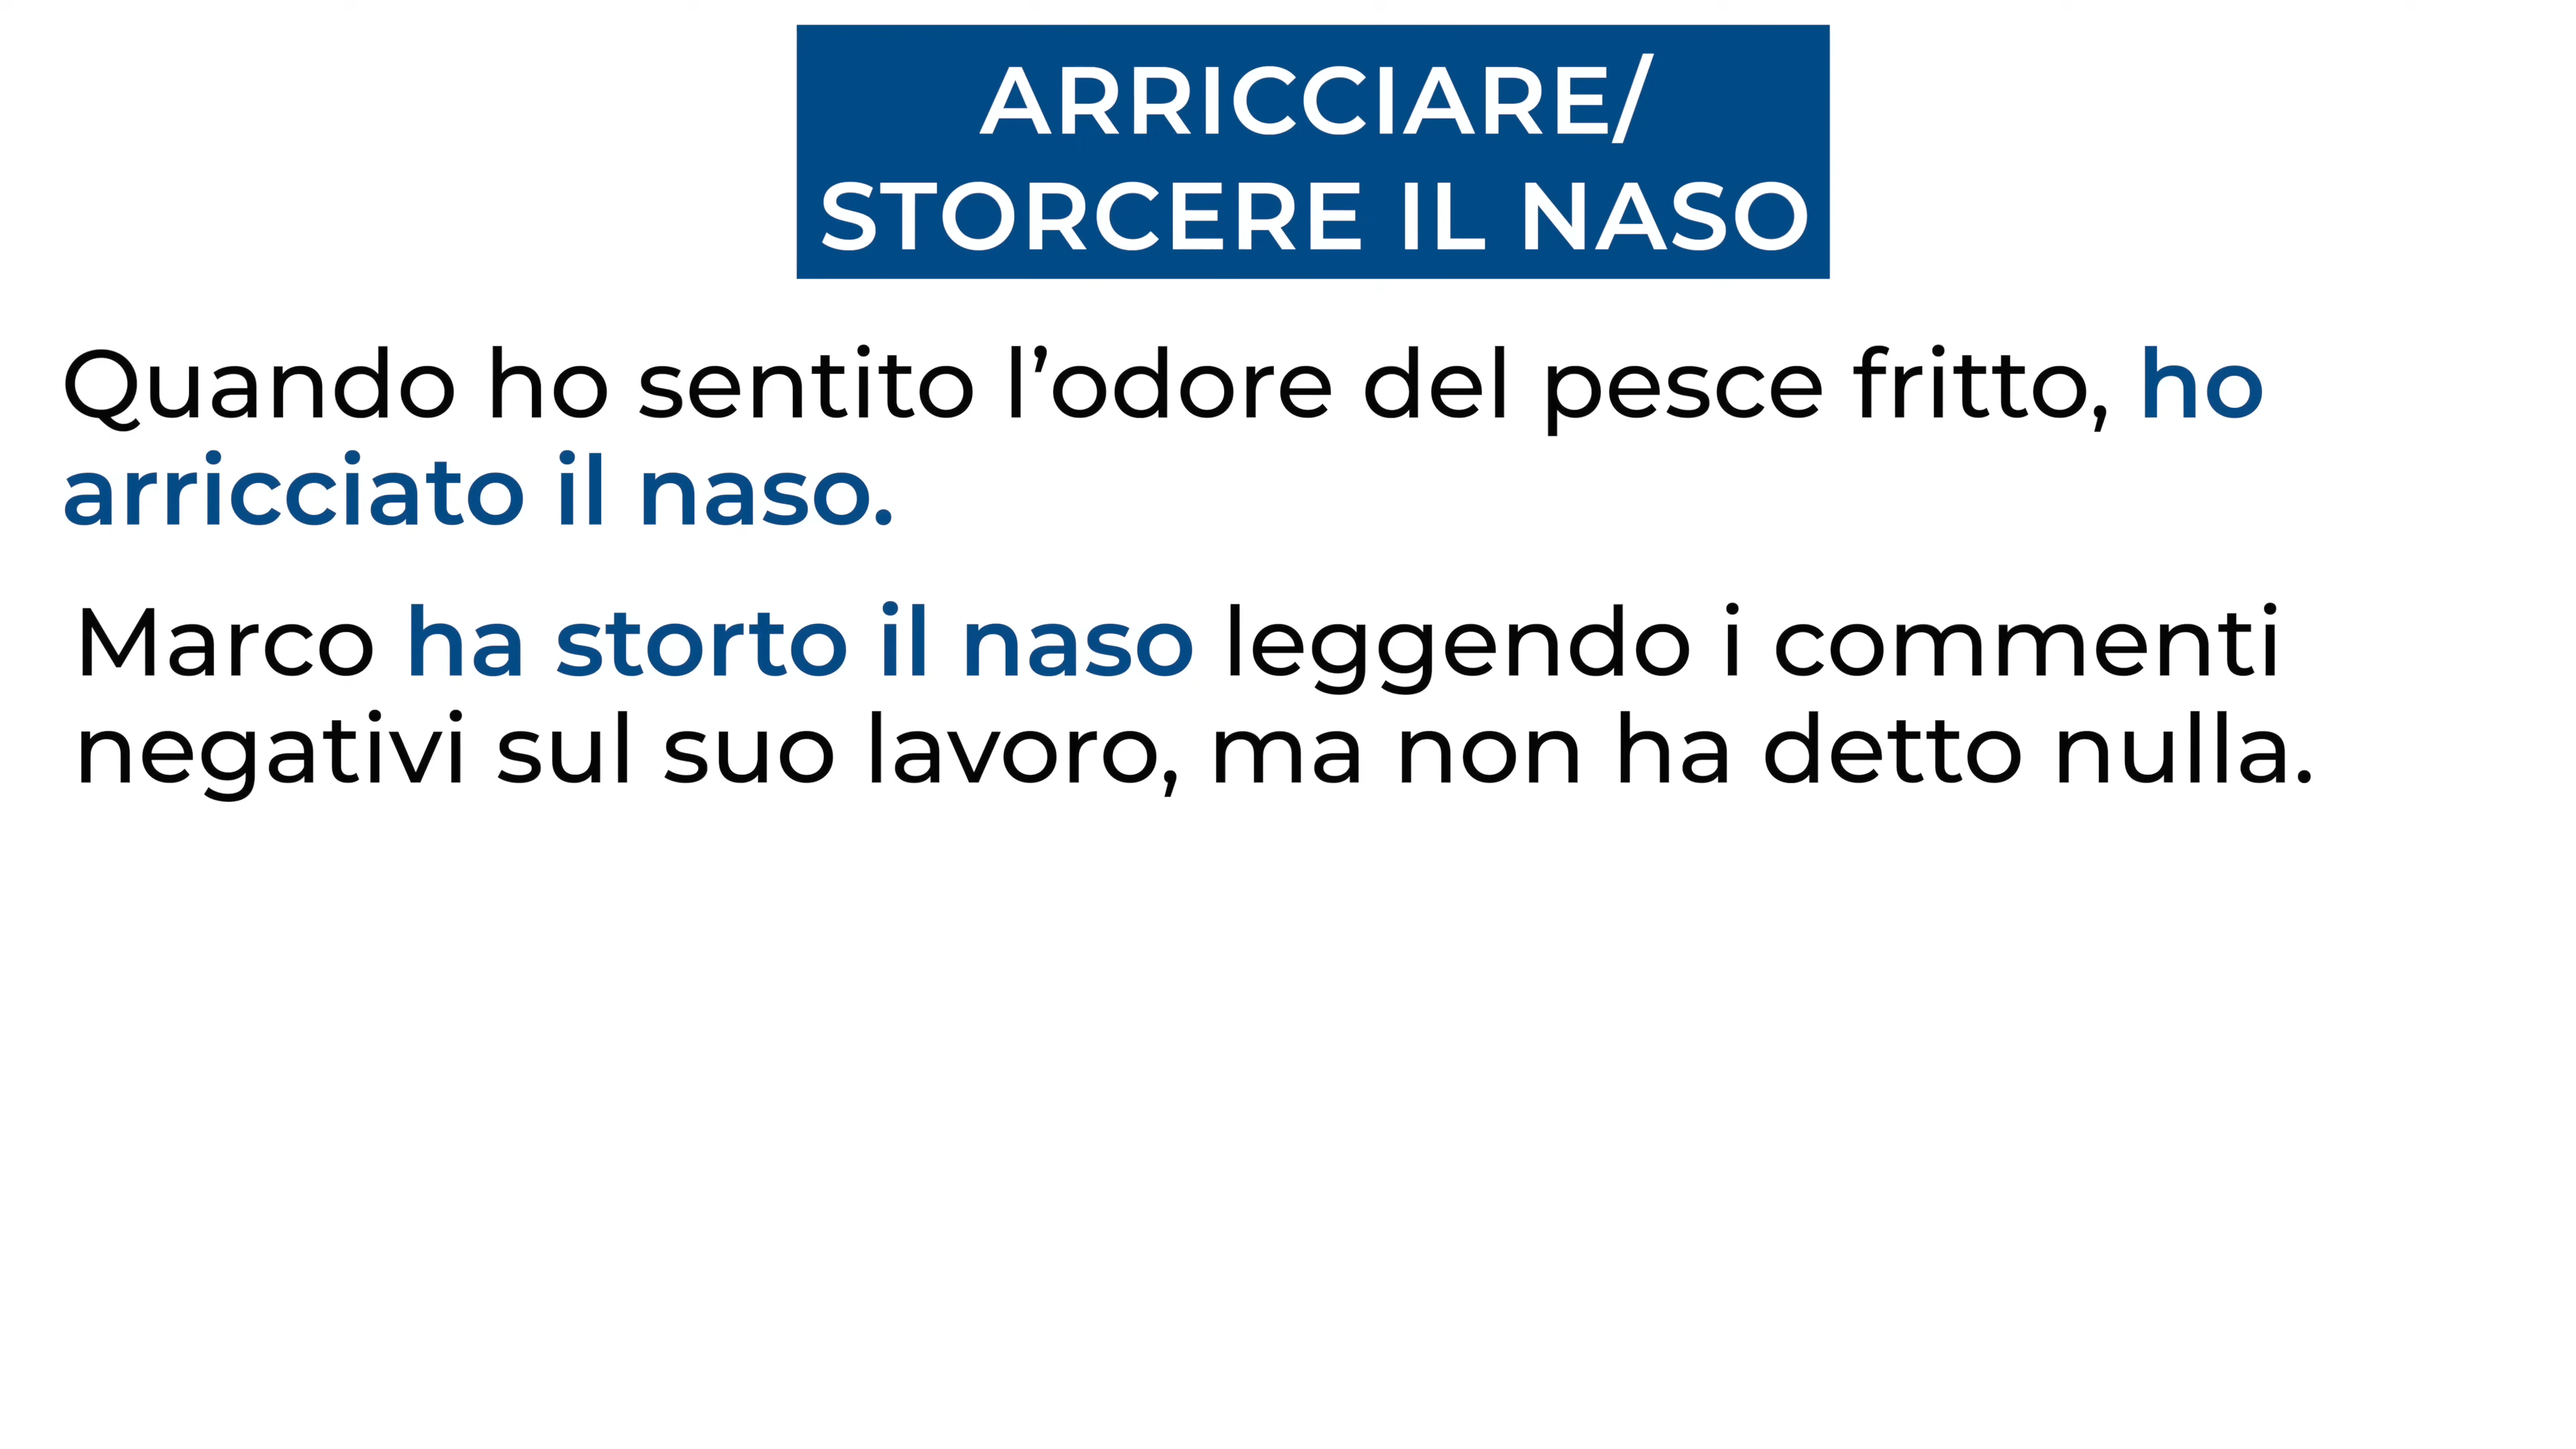 ARRICCIARE/
STORCERE IL NASO
Quando ho sentito l’odore del pesce fritto, ho
arricciato il naso.
Marco ha storto il naso leggendo i commenti
negativi sul suo lavoro, ma non ha detto nulla.